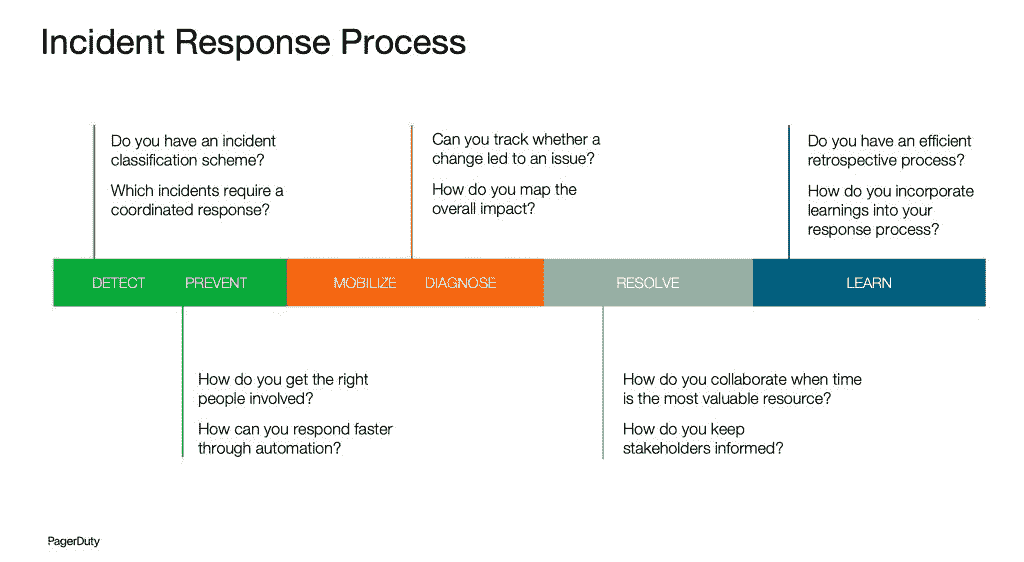 Incident Response Process
Do you have an incident
classification scheme?
Which incidents require a
coordinated response?
Can you track whether a
change led to an issue?
How do you map the
overall impact?
Do you have an efficient
retrospective process?
How do you incorporate
learnings into your
response process?
DETECT
PREVENT
MOBILIZE
DIAGNOSE
RESOLVE
LEARN
How do you get the right
people involved?
How can you respond faster
through automation?
How do you collaborate when time
is the most valuable resource?
How do you keep
stakeholders informed?
PagerDuty